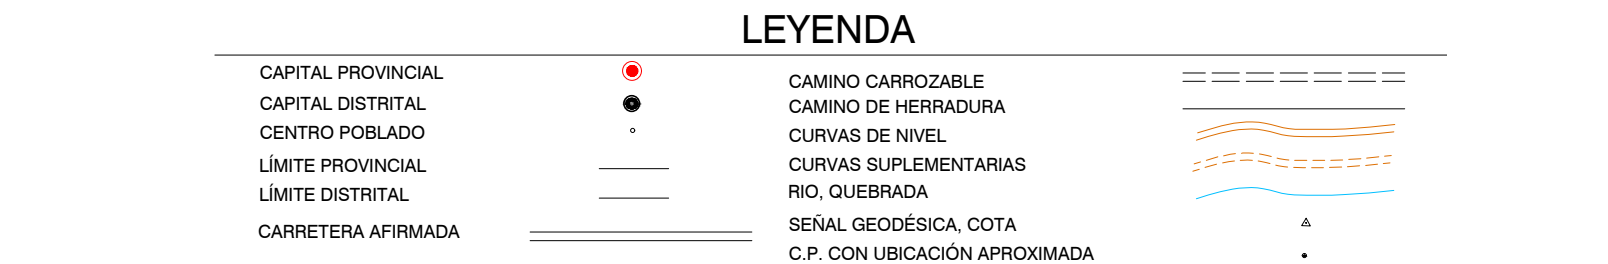 LEYENDA
CAPITAL PROVINCIAL
CAPITAL DISTRITAL
CENTRO POBLADO
LÍMITE PROVINCIAL
LÍMITE DISTRITAL
CARRETERA AFIRMADA
CAMINO CARROZABLE
CAMINO DE HERRADURA
CURVAS DE NIVEL
CURVAS SUPLEMENTARIAS
RIO, QUEBRADA
SEÑAL GEODÉSICA, COTA
C.P. CON UBICACIÓN APROXIMADA